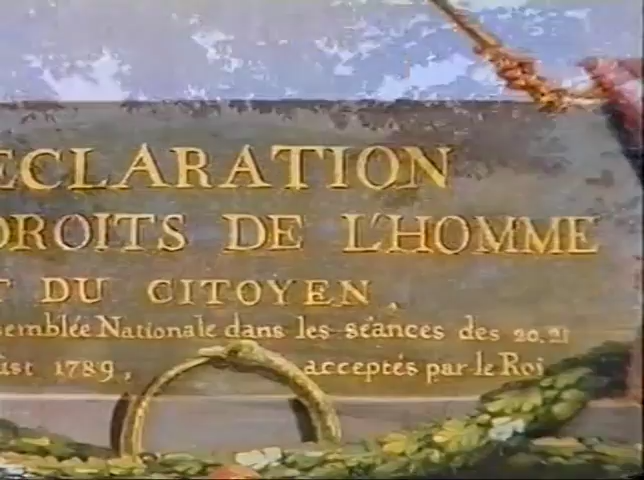 ECLARATION
DROITS DE L'HOMME
T DU CITOYEN,
semblée Nationale dans les séances des 20. 21
ust 1789, acceptés par le Roi